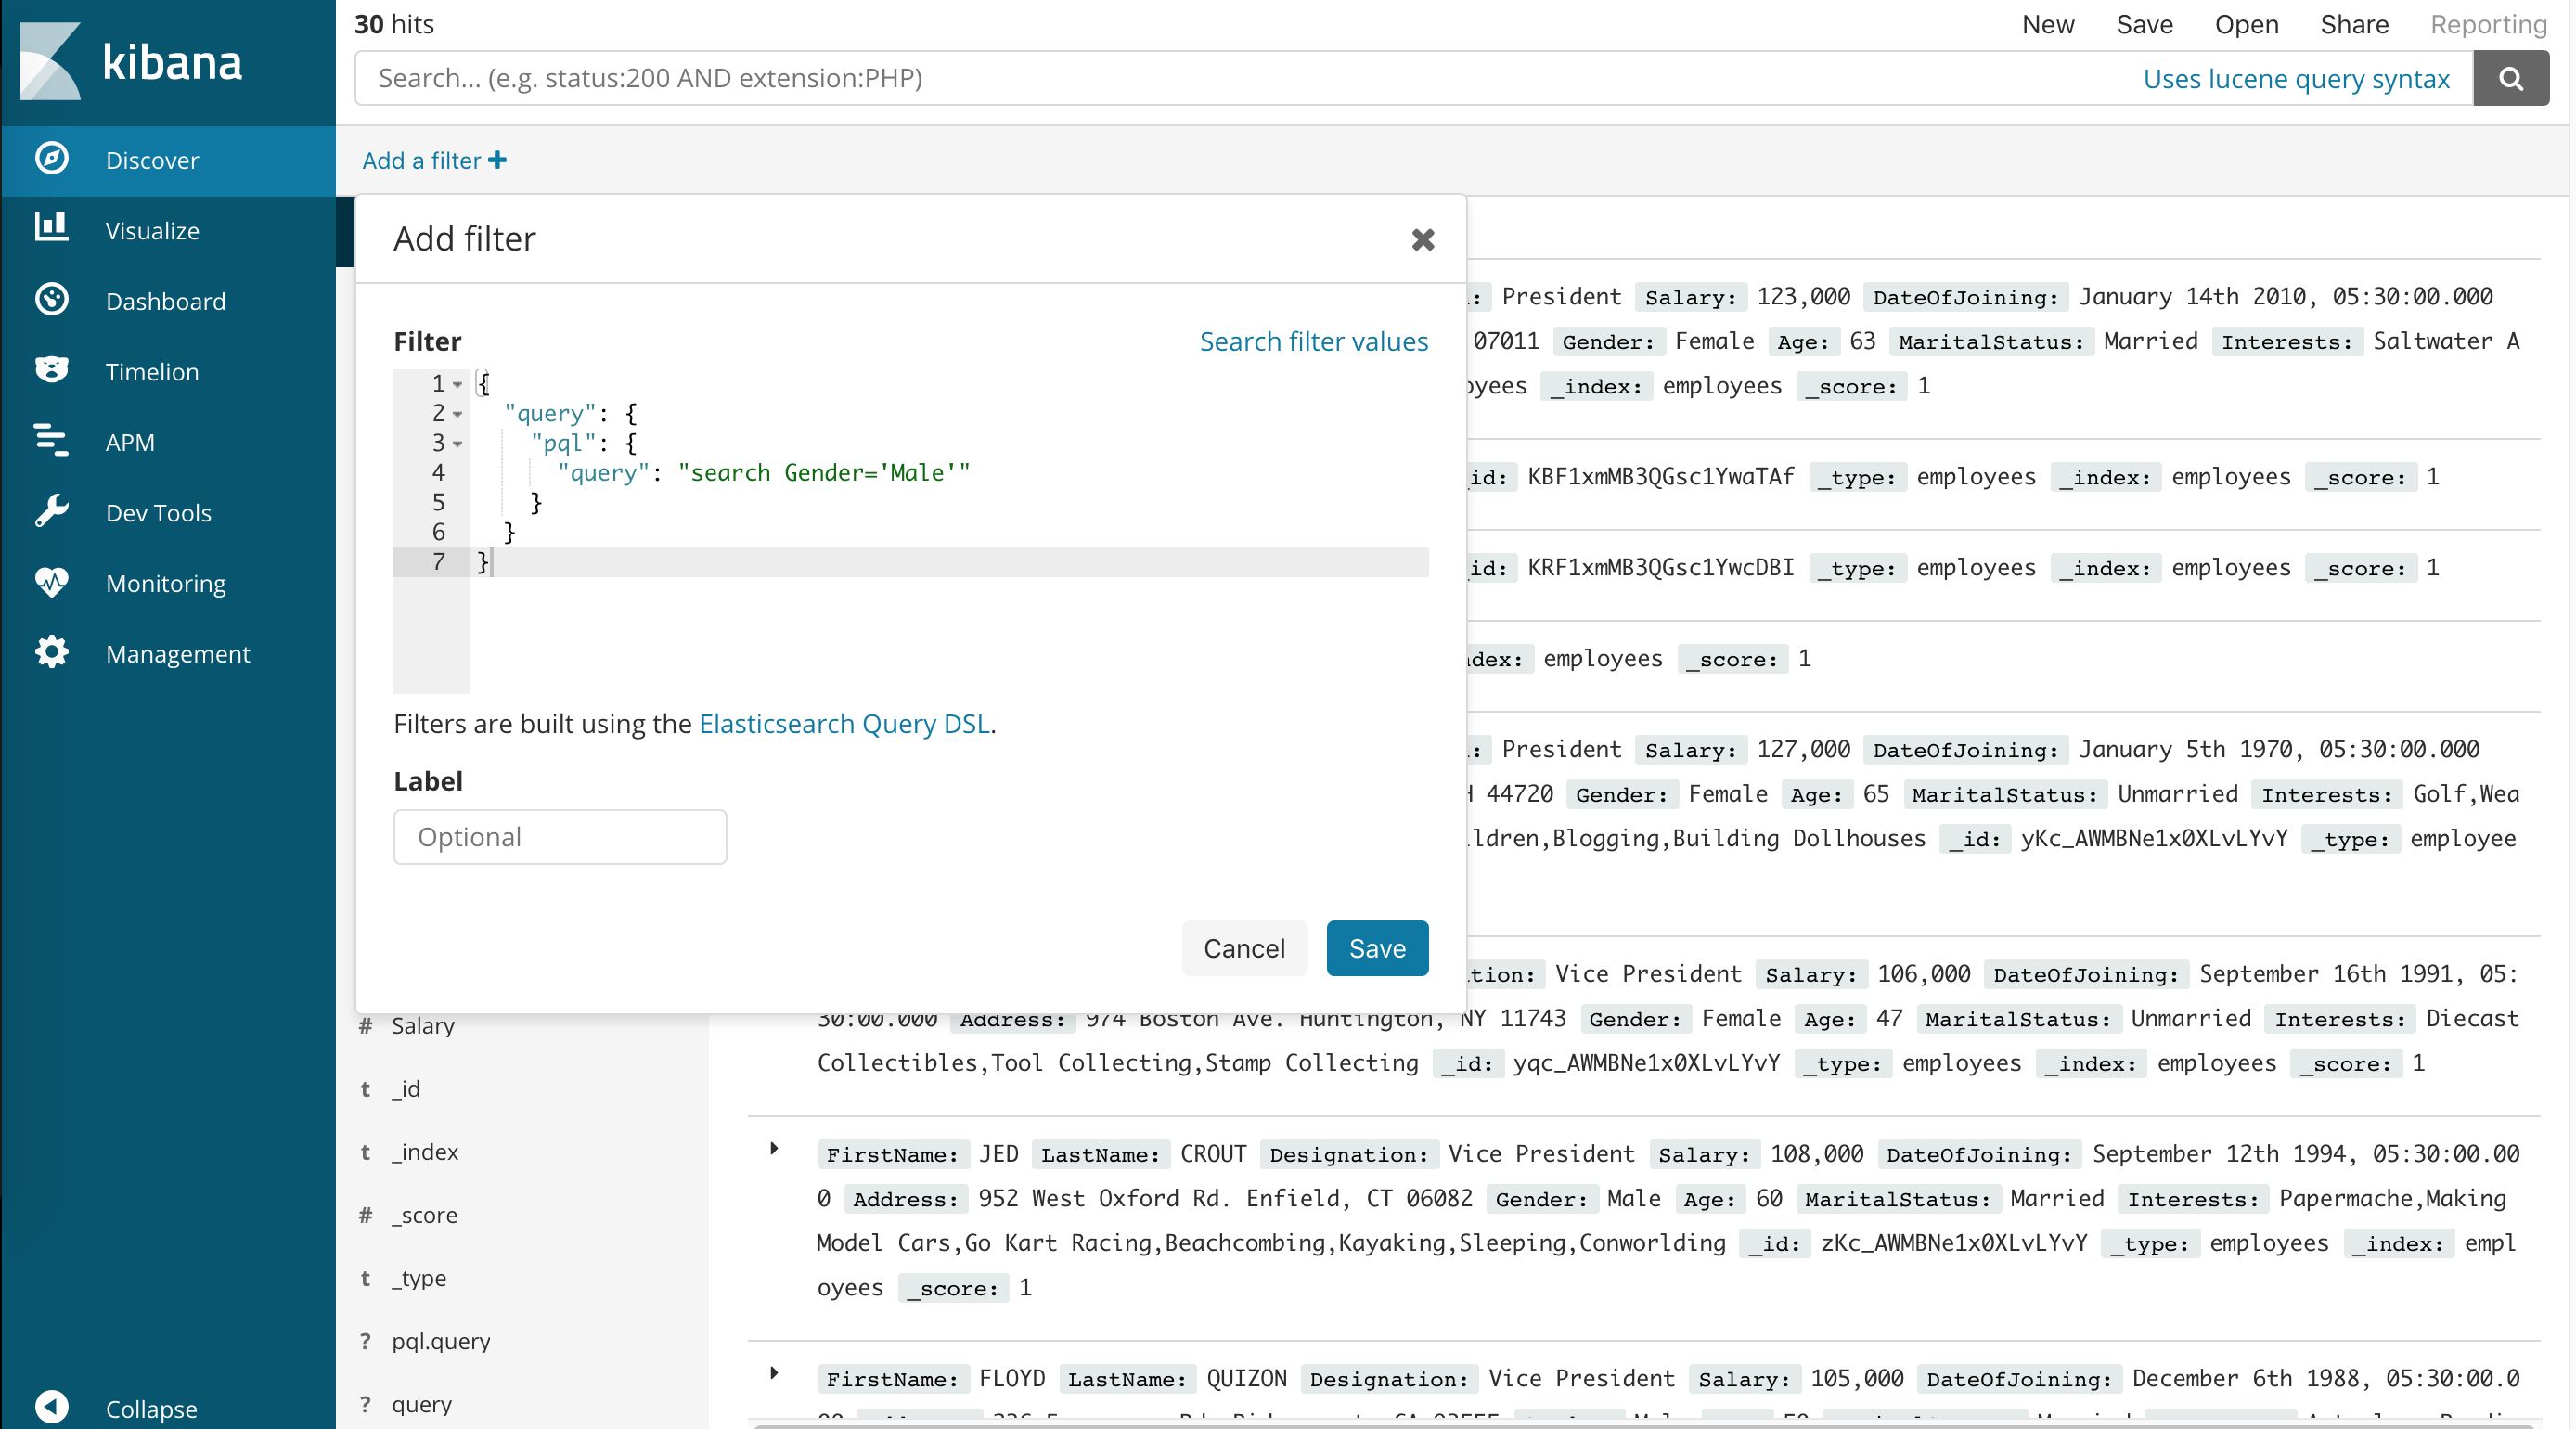 kibana
Discover
Visualize
Dashboard
Timelion
APM
Dev Tools
Monitoring
Management
Collapse
30 hits
New Save Open Share Reporting
Search... (e.g. status:200 AND extension:PHP)
Uses lucene query syntax
Add a filter
Add filter
Filter
Search filter values
1 {
2 "query": {
3 "pql": {
4 "query": "search Gender='Male'"
5 }
6 }
7 }
Filters are built using the Elasticsearch Query DSL.
Label
Optional
Cancel Save
# Salary
t _id
t _index
# _score
t _type
? pql.query
? query
President Salary: 123,000 DateOfJoining: January 14th 2010, 05:30:00.000
07011 Gender: Female Age: 63 MaritalStatus: Married Interests: Saltwater A
oyees _index: employees _score: 1
_id: KBF1xmMB3QGsc1YwaTAf _type: employees _index: employees _score: 1
_id: KRF1xmMB3QGsc1YwcDBI _type: employees _index: employees _score: 1
dex: employees _score: 1
President Salary: 127,000 DateOfJoining: January 5th 1970, 05:30:00.000
44720 Gender: Female Age: 65 MaritalStatus: Unmarried Interests: Golf,Wea
ldren,Blogging,Building Dollhouses _id: yKc_AWMBNe1x0XLvLYvY _type: employee
tion: Vice President Salary: 106,000 DateOfJoining: September 16th 1991, 05:
30:00.000 Address: 974 Boston Ave. Huntington, NY 11743 Gender: Female Age: 47 MaritalStatus: Unmarried Interests: Diecast
Collectibles,Tool Collecting,Stamp Collecting _id: yqc_AWMBNe1x0XLvLYvY _type: employees _index: employees _score: 1
FirstName: JED LastName: CROUT Designation: Vice President Salary: 108,000 DateOfJoining: September 12th 1994, 05:30:00.00
0 Address: 952 West Oxford Rd. Enfield, CT 06082 Gender: Male Age: 60 MaritalStatus: Married Interests: Papermache,Making
Model Cars,Go Kart Racing,Beachcombing,Kayaking,Sleeping,Conworlding _id: zKc_AWMBNe1x0XLvLYvY _type: employees _index: empl
oyees _score: 1
FirstName: FLOYD LastName: QUIZON Designation: Vice President Salary: 105,000 DateOfJoining: December 6th 1988, 05:30:00.0